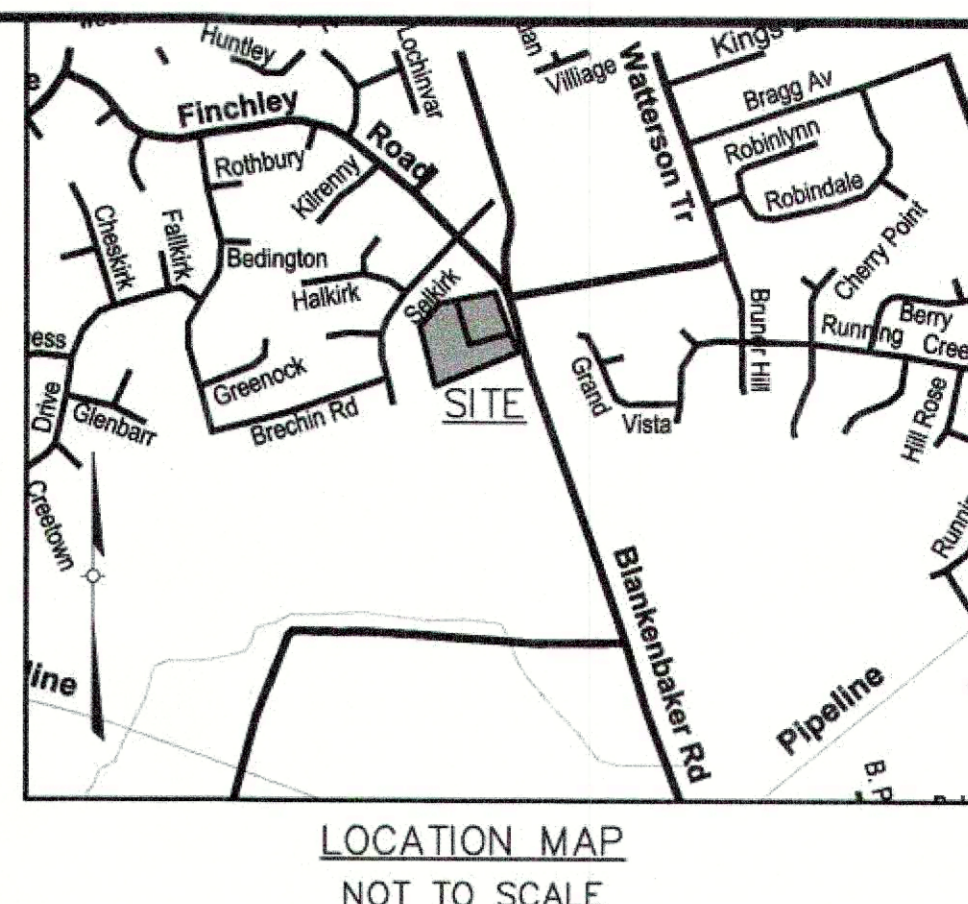 Huntley
Lochinvar
Villiage
Watterson Tr
Kings
Bragg Av
Finchley
Road
Rothbury
Kilrenny
Robinlynn
Robindale
Cheskirk
Fallkirk
Bedington
Halkirk
Selkirk
Cherry Point
Bruner Hill
Running
Berry
Cree
ess
Drive
Glenbarr
Greenock
Brechin Rd
SITE
Grand
Vista
Hill Rose
Creetown
Runnin
line
Blankenbaker Rd
Pipeline
B. P
LOCATION MAP
NOT TO SCALE